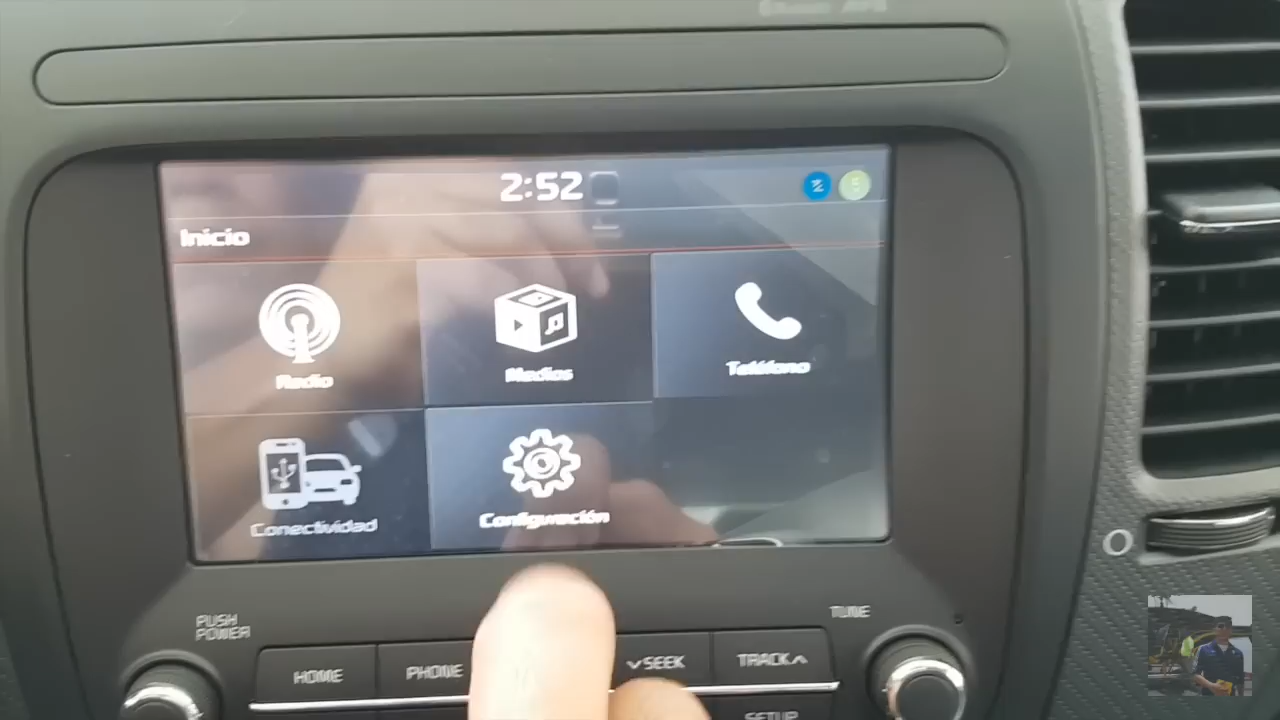 2:52
Inicio
Radio
Medios
Teléfono
Conectividad
Configuración
PUSH
POWER
TUNE
HOME
PHONE
SEEK
TRACK
SETUP